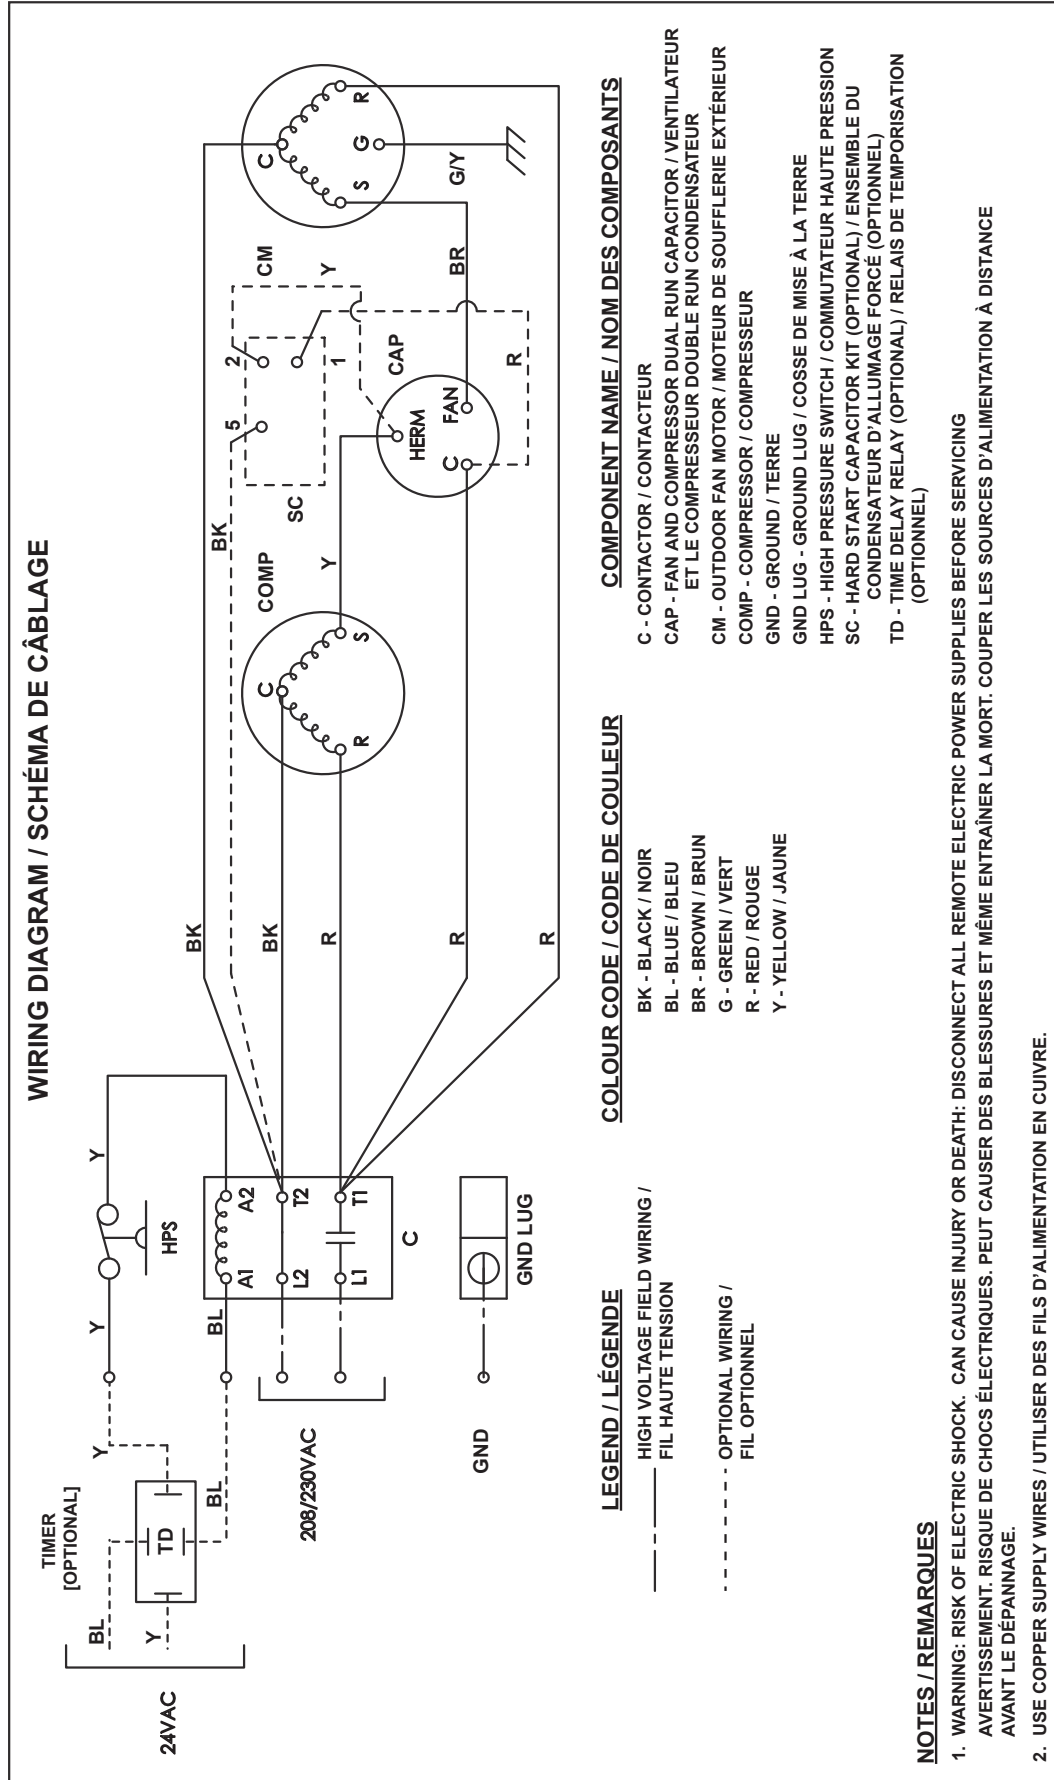 WIRING DIAGRAM / SCHÉMA DE CÂBLAGE
TIMER
[OPTIONAL]
24VAC
BL
Y
TD
Y
BL
Y
BL
HPS
Y
A1
A2
L2
T2
L1
T1
C
208/230VAC
GND
GND LUG
BK
BK
BK
R
R
R
COMP
C
R
S
Y
SC
5
2
1
CM
Y
CAP
HERM
C
FAN
R
BR
C
S
G
R
G/Y
LEGEND / LÉGENDE
HIGH VOLTAGE FIELD WIRING /
FIL HAUTE TENSION
OPTIONAL WIRING /
FIL OPTIONNEL
COLOUR CODE / CODE DE COULEUR
BK - BLACK / NOIR
BL - BLUE / BLEU
BR - BROWN / BRUN
G - GREEN / VERT
R - RED / ROUGE
Y - YELLOW / JAUNE
COMPONENT NAME / NOM DES COMPOSANTS
C - CONTACTOR / CONTACTEUR
CAP - FAN AND COMPRESSOR DUAL RUN CAPACITOR / VENTILATEUR
ET LE COMPRESSEUR DOUBLE RUN CONDENSATEUR
CM - OUTDOOR FAN MOTOR / MOTEUR DE SOUFFLERIE EXTÉRIEUR
COMP - COMPRESSOR / COMPRESSEUR
GND - GROUND / TERRE
GND LUG - GROUND LUG / COSSE DE MISE À LA TERRE
HPS - HIGH PRESSURE SWITCH / COMMUTATEUR HAUTE PRESSION
SC - HARD START CAPACITOR KIT (OPTIONAL) / ENSEMBLE DU
CONDENSATEUR D'ALLUMAGE FORCÉ (OPTIONNEL)
TD - TIME DELAY RELAY (OPTIONAL) / RELAIS DE TEMPORISATION
(OPTIONNEL)
NOTES / REMARQUES
1. WARNING: RISK OF ELECTRIC SHOCK. CAN CAUSE INJURY OR DEATH: DISCONNECT ALL REMOTE ELECTRIC POWER SUPPLIES BEFORE SERVICING
AVERTISSEMENT. RISQUE DE CHOCS ÉLECTRIQUES. PEUT CAUSER DES BLESSURES ET MÊME ENTRAÎNER LA MORT. COUPER LES SOURCES D'ALIMENTATION À DISTANCE
AVANT LE DÉPANNAGE.
2. USE COPPER SUPPLY WIRES / UTILISER DES FILS D'ALIMENTATION EN CUIVRE.